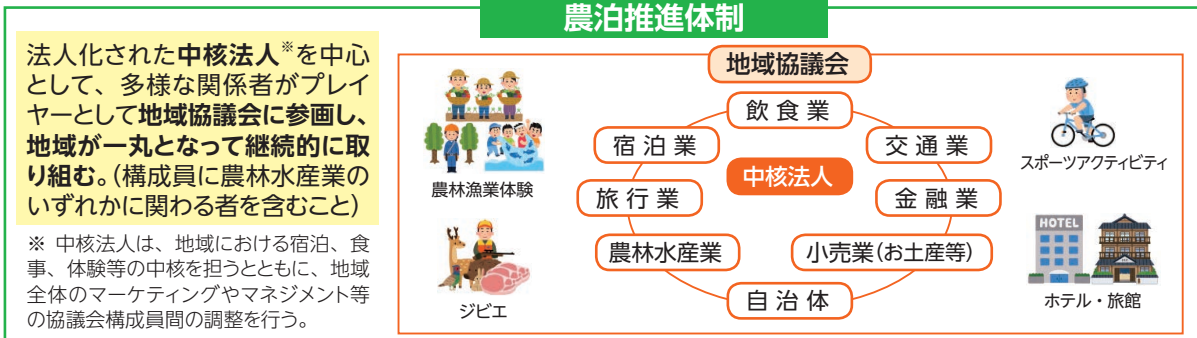 農泊推進体制
法人化された中核法人※を中心
として、多様な関係者がプレイ
ヤーとして地域協議会に参画し、
地域が一丸となって継続的に取
り組む。(構成員に農林水産業の
いずれかに関わる者を含むこと)
※ 中核法人は、地域における宿泊、食
事、体験等の中核を担うとともに、地域
全体のマーケティングやマネジメント等
の協議会構成員間の調整を行う。
農林漁業体験
ジビエ
地域協議会
飲食業
宿泊業
交通業
中核法人
旅行業
金融業
農林水産業
小売業(お土産等)
自治体
スポーツアクティビティ
HOTEL
ホテル・旅館